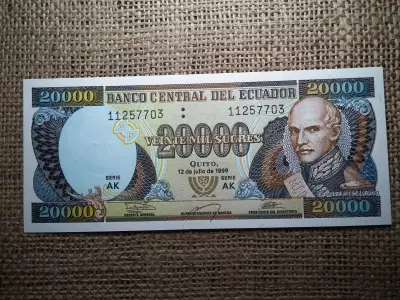 20000 BANCO CENTRAL DEL ECUADOR 20000
11257703 11257703
20000
VEINTE MIL SUCRES
QUITO,
12 de julio de 1999
SERIE AK SERIE AK
20000 20000